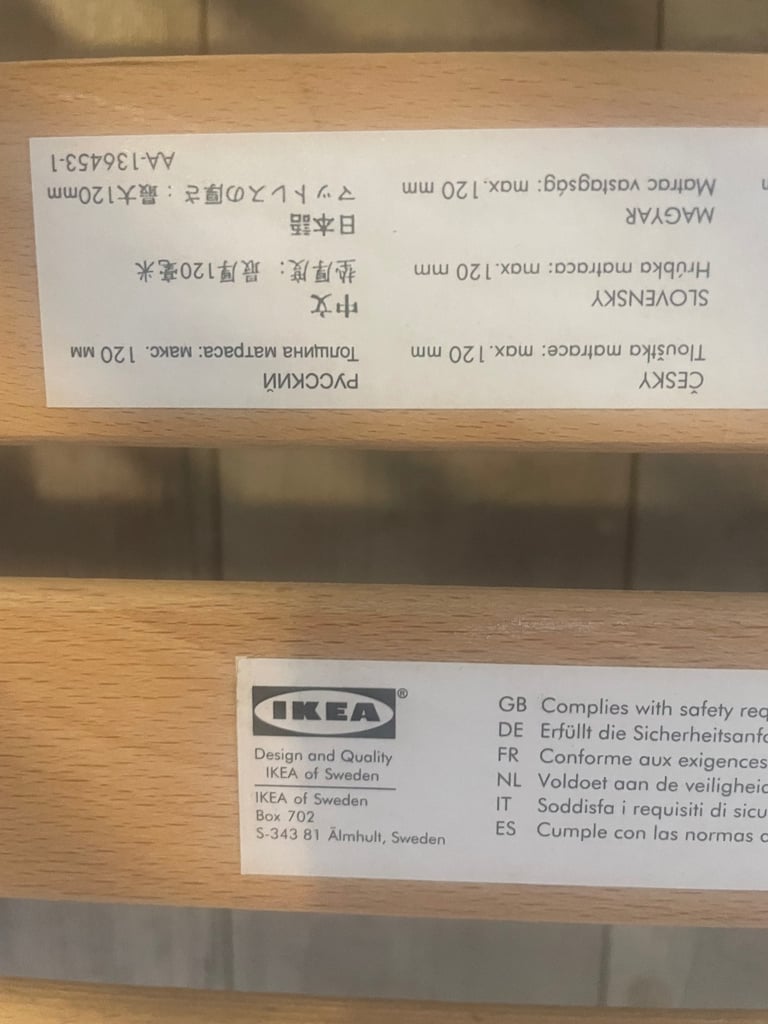 ČESKY
Tloušťka matrace: max.120 mm
SLOVENSKY
Hrúbka matraca: max.120 mm
MAGYAR
Matrac vastagság: max.120 mm
РУССКИЙ
Толщина матраса: макс. 120 мм
中文
垫厚度：最厚120毫米
日本語
マットレスの厚さ：最大120mm
AA-136453-1
IKEA®
Design and Quality
IKEA of Sweden
IKEA of Sweden
Box 702
S-343 81 Älmhult, Sweden
GB Complies with safety req
DE Erfüllt die Sicherheitsanfo
FR Conforme aux exigences
NL Voldoet aan de veiligheid
IT Soddisfa i requisiti di sicu
ES Cumple con las normas d